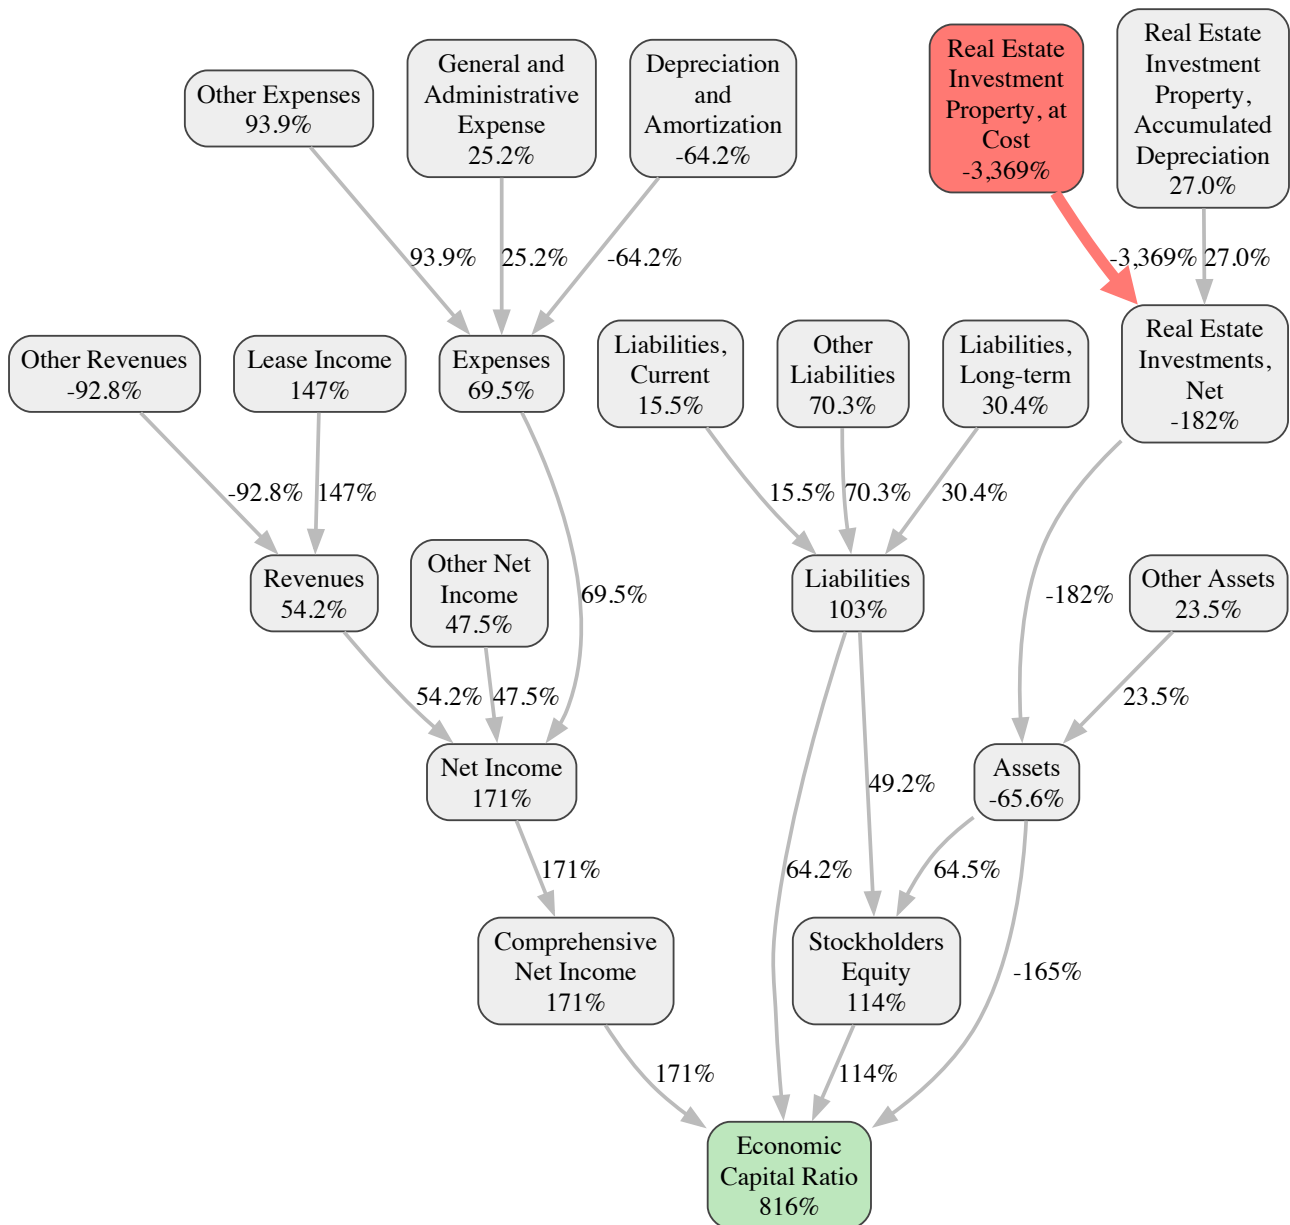 Real Estate
Investment
Property, at
Cost
-3,369%
Real Estate
Investment
Property,
Accumulated
Depreciation
27.0%
General and
Administrative
Expense
25.2%
Depreciation
and
Amortization
-64.2%
Other Expenses
93.9%
93.9%
25.2%
-64.2%
-3,369%
27.0%
Other Revenues
-92.8%
Lease Income
147%
Expenses
69.5%
Liabilities,
Current
15.5%
Other
Liabilities
70.3%
Liabilities,
Long-term
30.4%
Real Estate
Investments,
Net
-182%
-92.8%
147%
15.5%
70.3%
30.4%
Revenues
54.2%
Other Net
Income
47.5%
69.5%
Liabilities
103%
-182%
Other Assets
23.5%
54.2%
47.5%
23.5%
Net Income
171%
49.2%
Assets
-65.6%
171%
64.2%
64.5%
Comprehensive
Net Income
171%
Stockholders
Equity
114%
-165%
171%
114%
Economic
Capital Ratio
816%